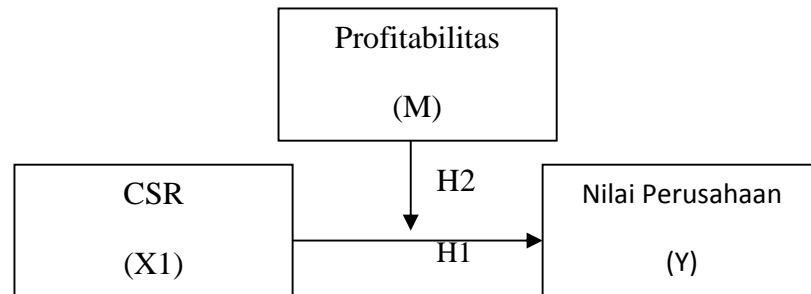 Profitabilitas
(M)
H2
CSR
(X1)
H1
Nilai Perusahaan
(Y)